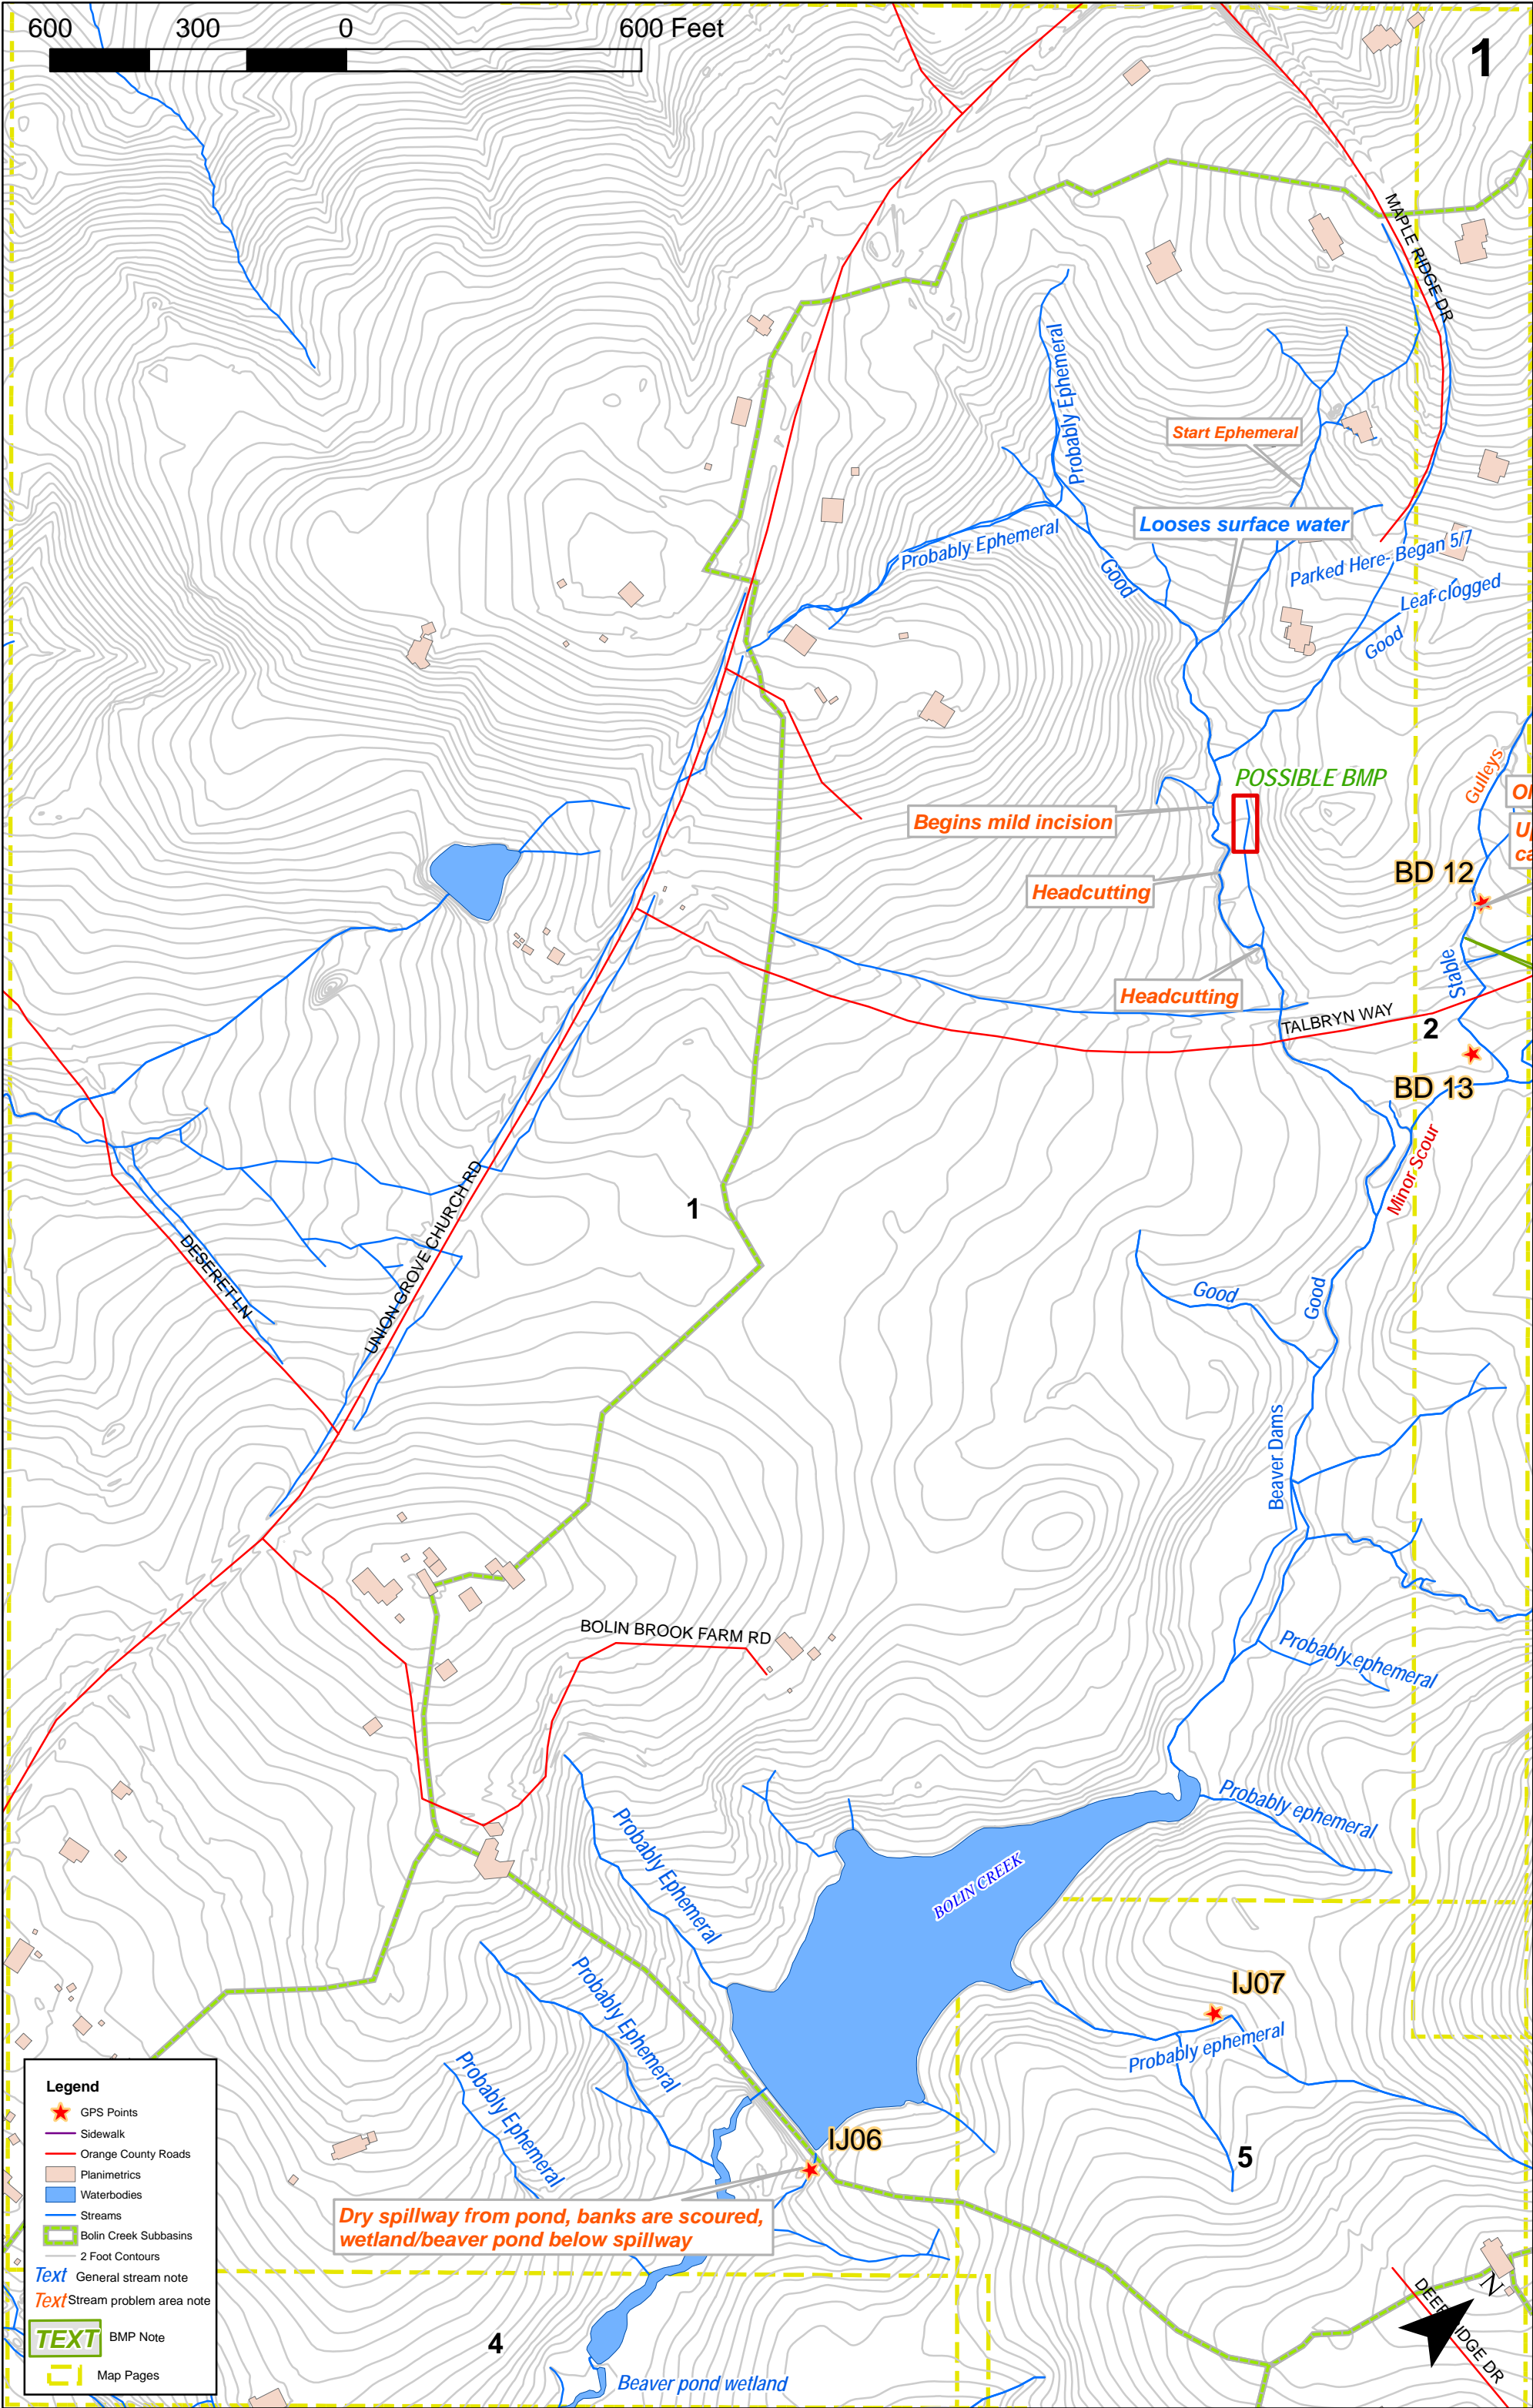 600 300 0 600 Feet
1
MAPLE RIDGE DR
Probably Ephemeral
Start Ephemeral
Looses surface water
Probably Ephemeral
Good
Parked Here- Began 5/7
Leaf-clogged
Good
POSSIBLE BMP
Gulleys
Begins mild incision
BD 12
Headcutting
Stable
Headcutting
TALBRYN WAY
2
BD 13
Minor Scour
UNION GROVE CHURCH RD
1
DESERET LN
Good
Good
Beaver Dams
BOLIN BROOK FARM RD
Probably ephemeral
Probably ephemeral
Probably Ephemeral
BOLIN CREEK
Probably Ephemeral
IJ07
Probably ephemeral
Probably Ephemeral
IJ06
5
Dry spillway from pond, banks are scoured,
wetland/beaver pond below spillway
N
DEER RIDGE DR
4
Beaver pond wetland
Legend
GPS Points
Sidewalk
Orange County Roads
Planimetrics
Waterbodies
Streams
Bolin Creek Subbasins
2 Foot Contours
Text General stream note
Text Stream problem area note
TEXT BMP Note
Map Pages